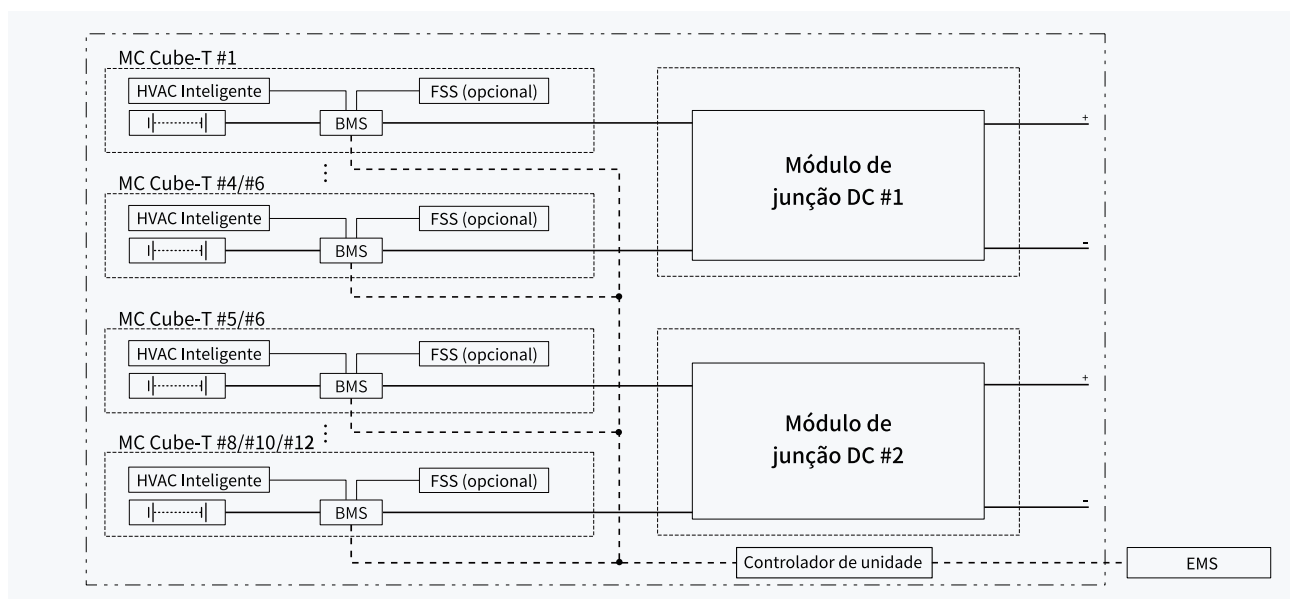 MC Cube-T #1
HVAC Inteligente
FSS (opcional)
BMS
MC Cube-T #4/#6
HVAC Inteligente
FSS (opcional)
BMS
Módulo de
junção DC #1
+
-
MC Cube-T #5/#6
HVAC Inteligente
FSS (opcional)
BMS
MC Cube-T #8/#10/#12
HVAC Inteligente
FSS (opcional)
BMS
Módulo de
junção DC #2
+
-
Controlador de unidade
EMS